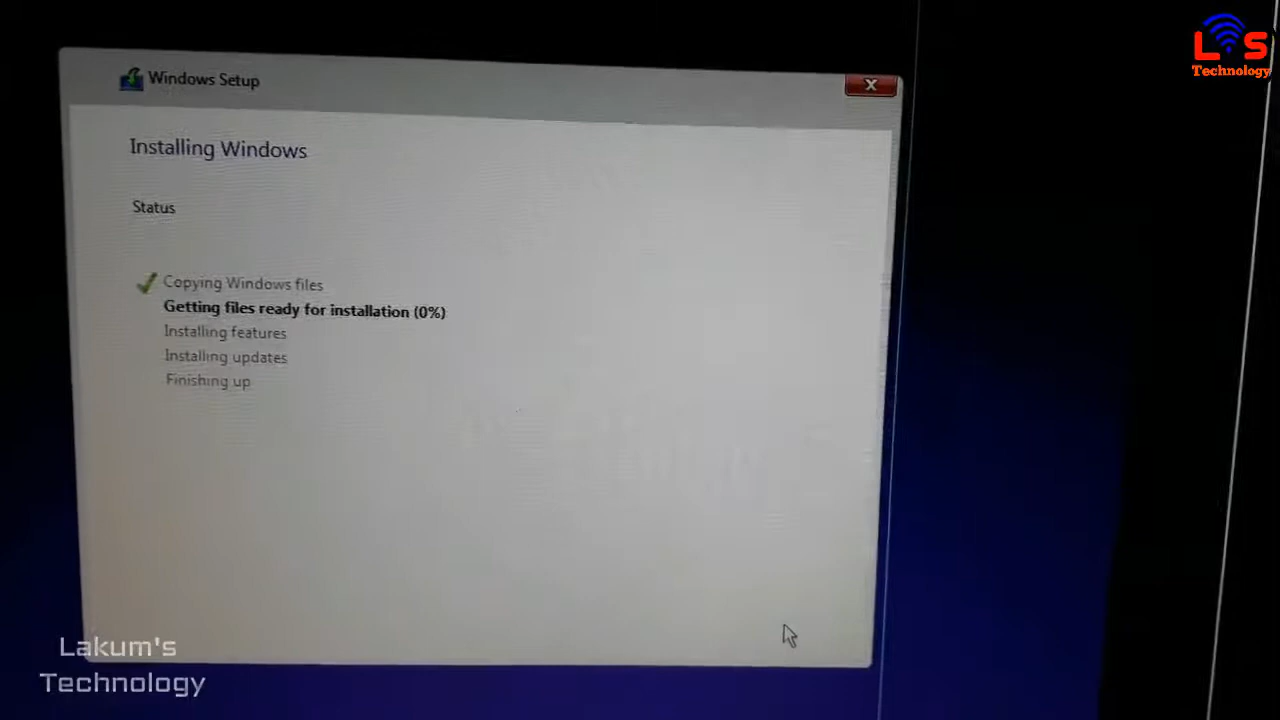 LS
Technology
Windows Setup
X
Installing Windows
Status
Copying Windows files
Getting files ready for installation (0%)
Installing features
Installing updates
Finishing up
Lakum's
Technology